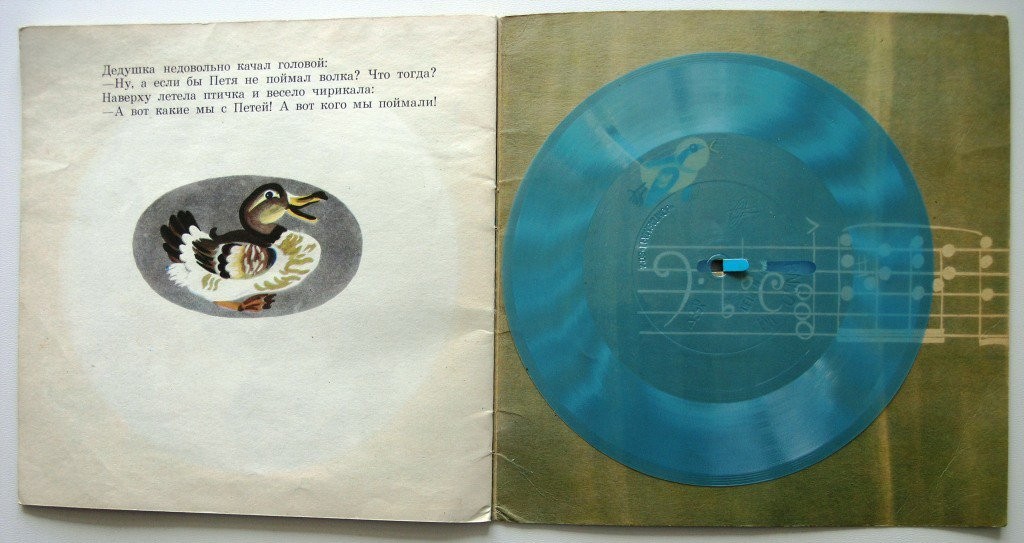 Дедушка недовольно качал головой:
—Ну, а если бы Петя не поймал волка? Что тогда?
Наверху летела птичка и весело чирикала:
—А вот какие мы с Петей! А вот кого мы поймали!